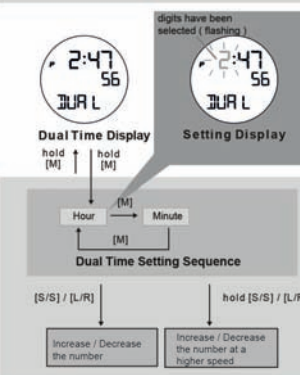 digits have been
selected ( flashing )
2:47
56
DUAL
2:47
56
DUAL
Dual Time Display
Setting Display
hold
[M]
hold
[M]
[M]
Hour
Minute
[M]
Dual Time Setting Sequence
[S/S] / [L/R]
hold [S/S] / [L/R
Increase / Decrease
the number
Increase / Decrease
the number at a
higher speed